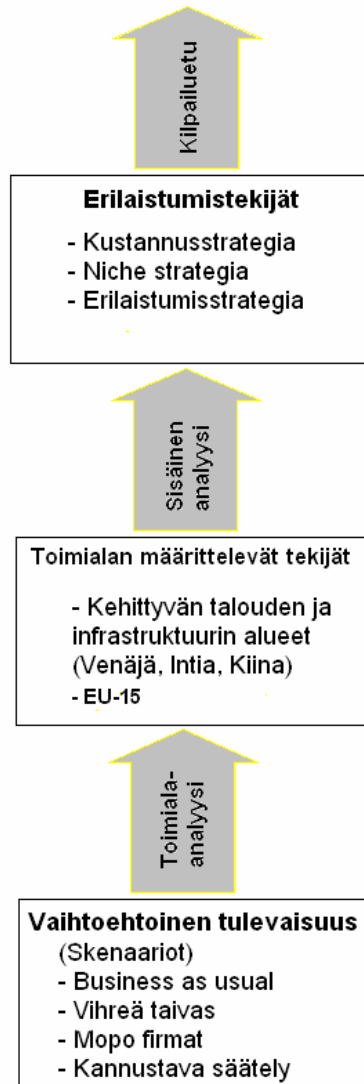 Kilpailuetu
Erilaistumistekijät
- Kustannusstrategia
- Niche strategia
- Erilaistumisstrategia
Sisäinen
analyysi
Toimialan määrittelevät tekijät
- Kehittyvän talouden ja
infrastruktuurin alueet
(Venäjä, Intia, Kiina)
- EU-15
Toimiala-
analyysi
Vaihtoehtoinen tulevaisuus
(Skenaariot)
- Business as usual
- Vihreä taivas
- Mopo firmat
- Kannustava säätely